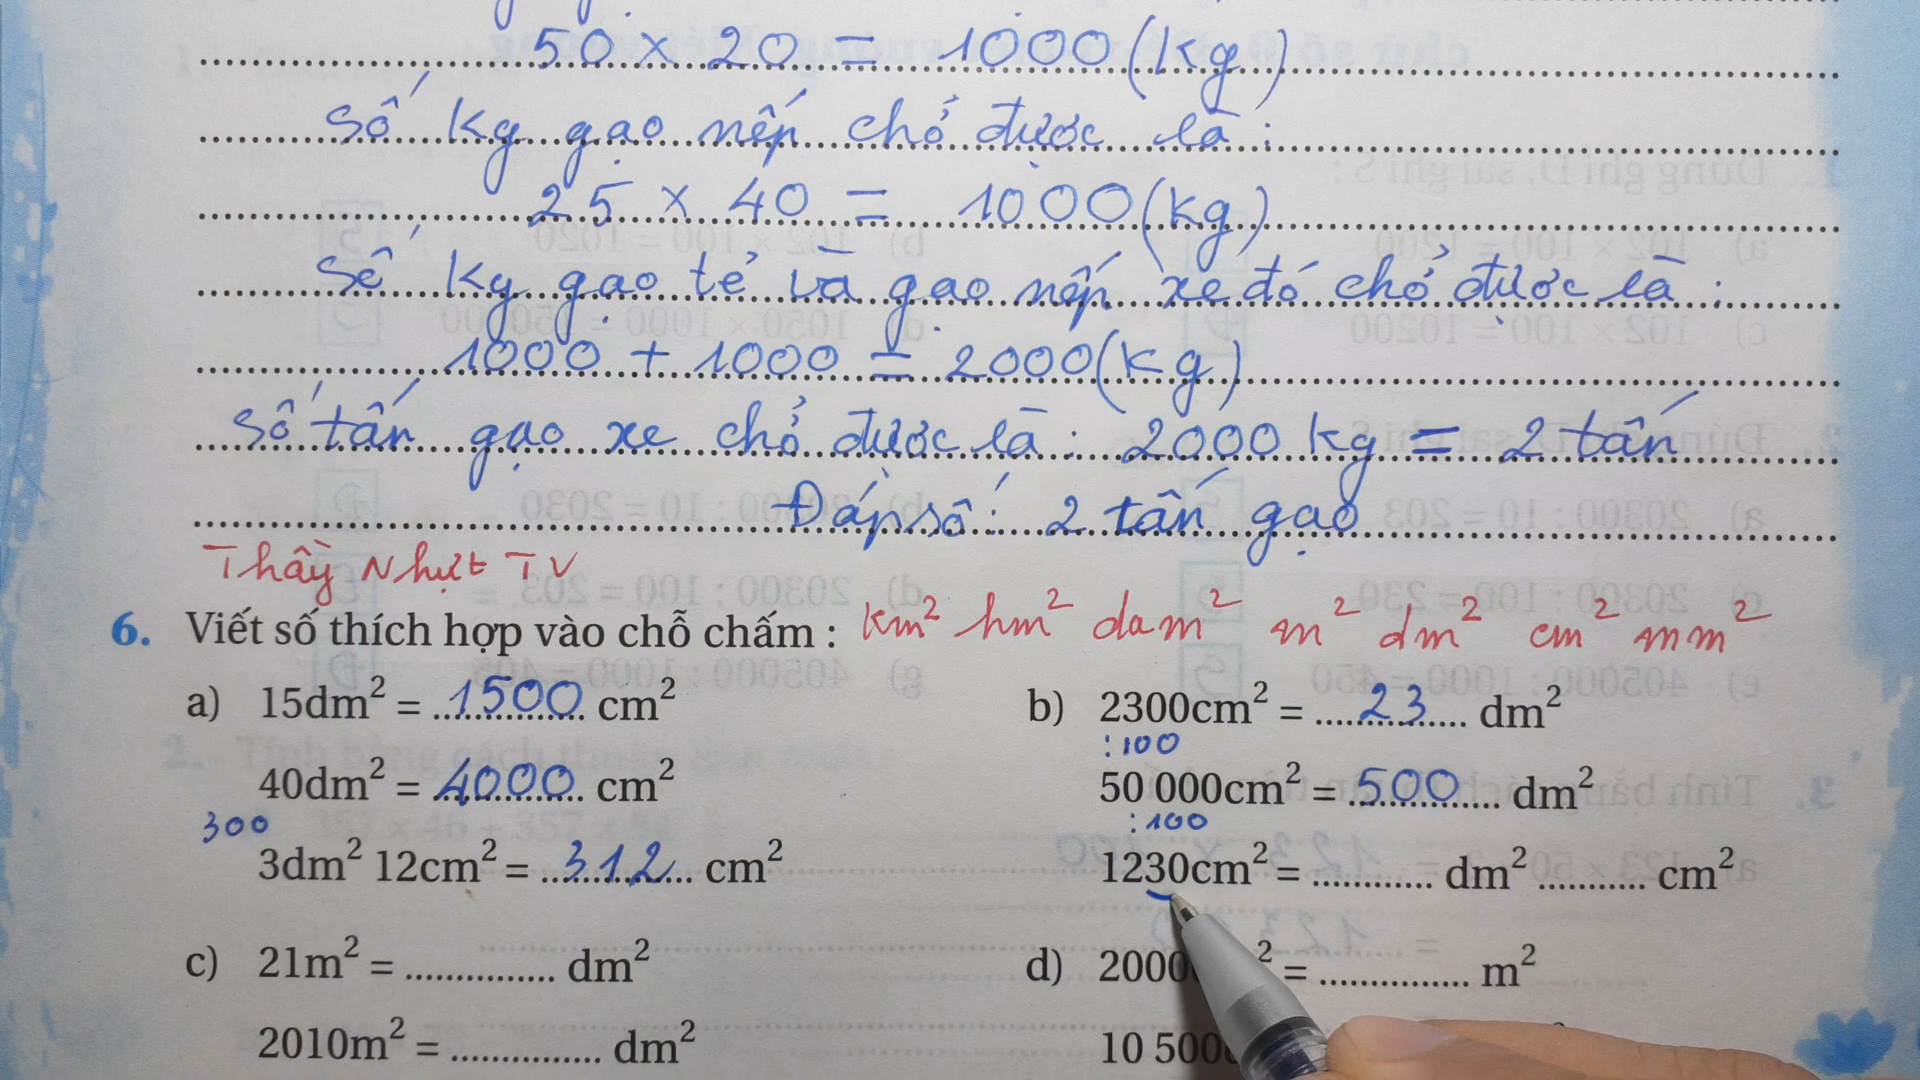 50 × 20 = 1000 (kg)
Số kg gạo nếp chở được là :
25 × 40 = 1000 (kg)
Số kg gạo tẻ và gạo nếp xe đó chở được là :
1000 + 1000 = 2000 (kg)
Số tấn gạo xe chở được là : 2000 kg = 2 tấn
Đáp số : 2 tấn gạo
Thầy Nhựt TV
6. Viết số thích hợp vào chỗ chấm : km² hm² dam² m² dm² cm² mm²
a) 15dm² = 1500 cm² b) 2300cm² = 23 dm²
:100
40dm² = 4000 cm² 50 000cm² = 500 dm²
300 :100
3dm² 12cm² = 312 cm² 1230cm² = ............ dm² ........... cm²
c) 21m² = ............... dm² d) 2000 ² = ............... m²
2010m² = ............... dm² 10 500